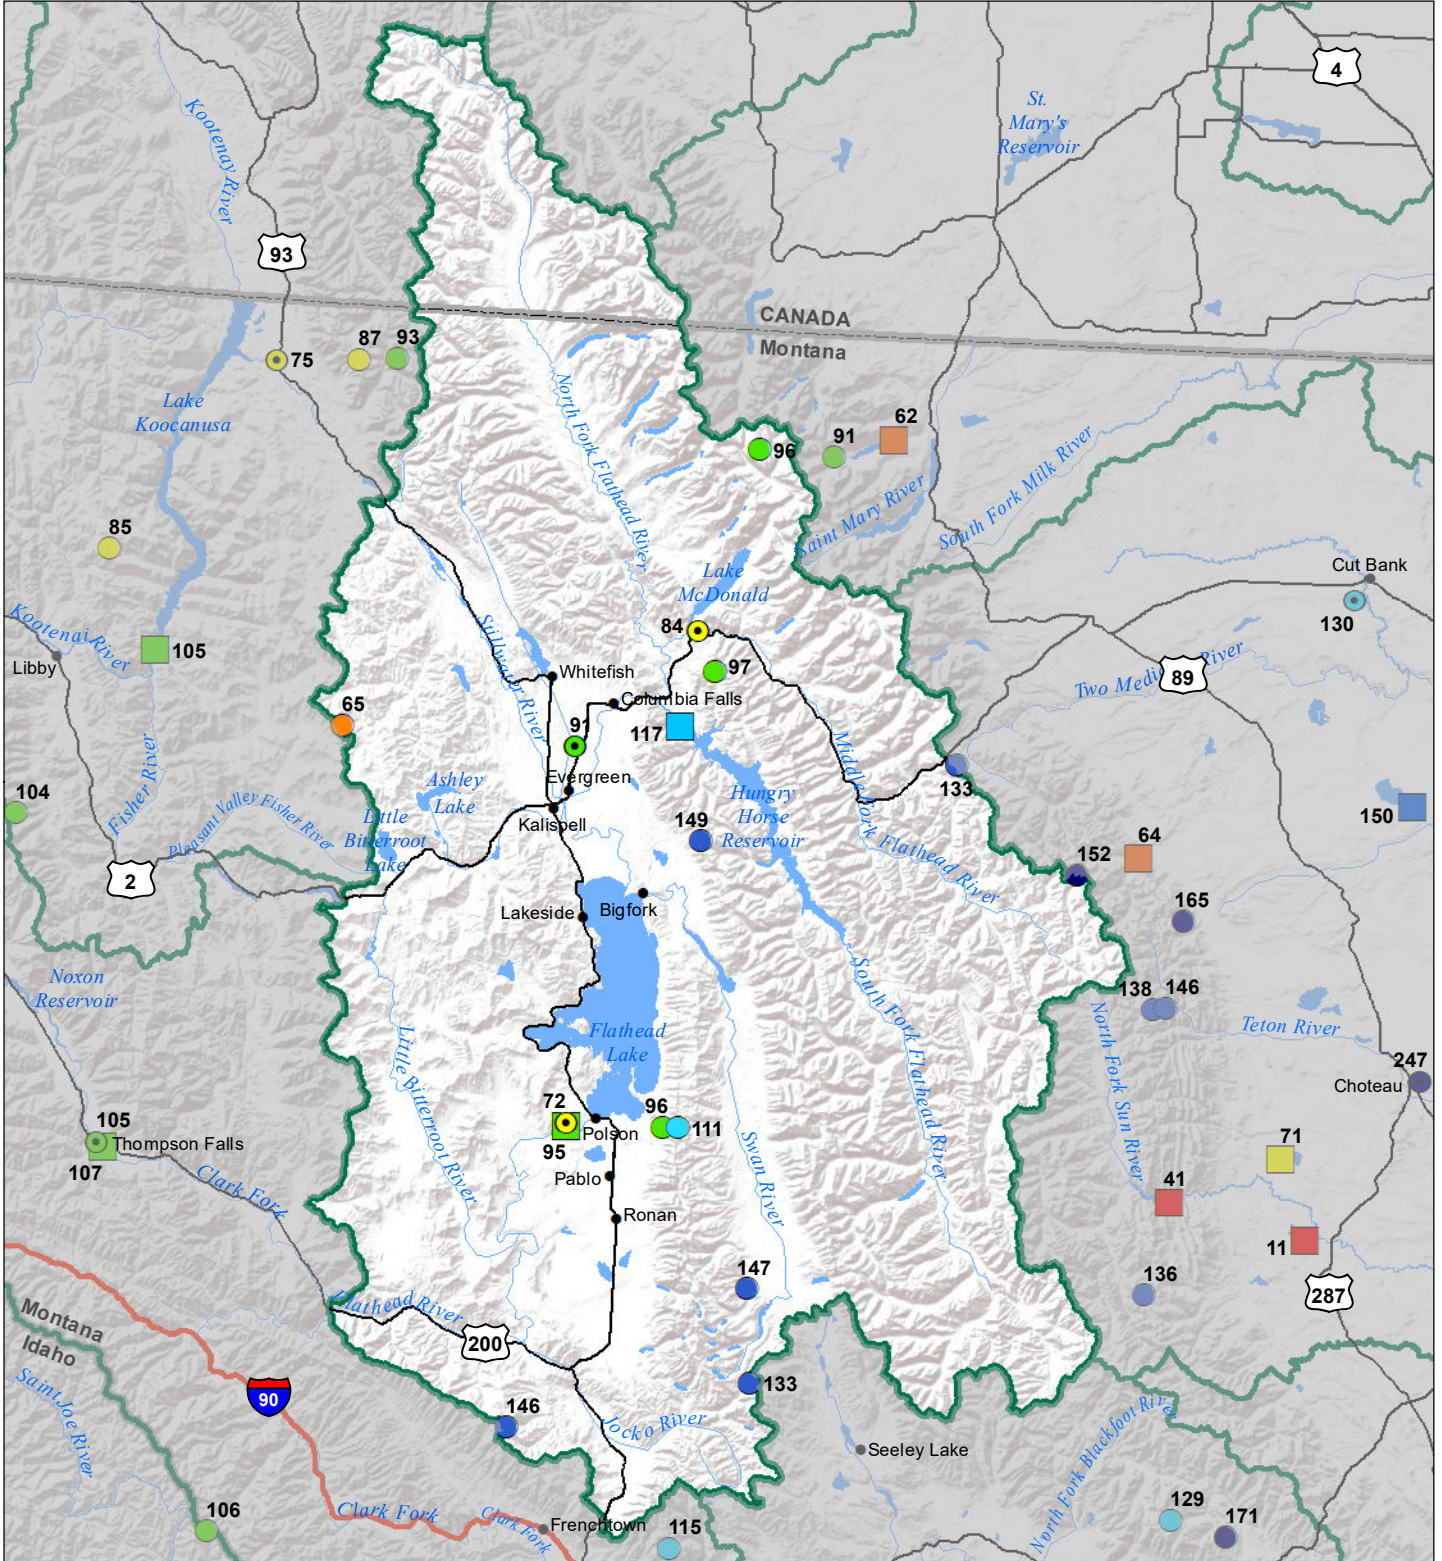 4
St.
Mary's
Reservoir
Kootenay River
93
CANADA
Montana
75
87
93
Lake
Koocanusa
North Fork Flathead River
62
91
96
Saint Mary River
South Fork Milk River
85
Lake
McDonald
Cut Bank
130
Kootenai River
Libby
105
84
97
Stillwater River
Whitefish
Columbia Falls
Two Medicine River
89
65
91
117
Evergreen
Kalispell
Ashley
Lake
Little
Bitterroot
Lake
Fisher River
Pleasant Valley Fisher River
104
2
149
Hungry
Horse
Reservoir
Middle Fork Flathead River
133
150
64
152
165
Lakeside
Bigfork
Noxon
Reservoir
138
146
Teton River
North Fork Sun River
South Fork Flathead River
Flathead
Lake
Little Bitterroot River
247
Choteau
72
95
Polson
96
111
105
Thompson Falls
107
Pablo
Ronan
Swan River
Clark Fork
71
41
11
136
287
147
Flathead River
200
Montana
Idaho
Saint Joe River
90
133
146
Jocko River
Seeley Lake
North Fork Blackfoot River
129
171
106
Clark Fork
Clark Fork
Frenchtown
115